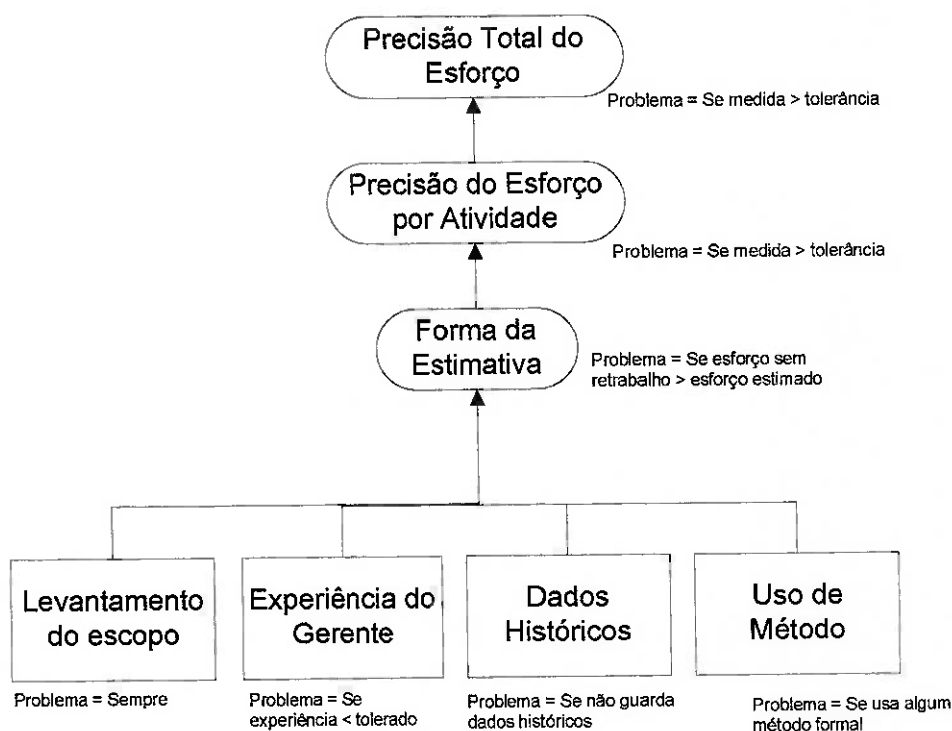 Precisão Total do
Esforço
Problema = Se medida > tolerância
Precisão do Esforço
por Atividade
Problema = Se medida > tolerância
Forma da
Estimativa
Problema = Se esforço sem
retrabalho > esforço estimado
Levantamento
do escopo
Problema = Sempre
Experiência do
Gerente
Problema = Se
experiência < tolerado
Dados
Históricos
Problema = Se não guarda
dados históricos
Uso de
Método
Problema = Se usa algum
método formal